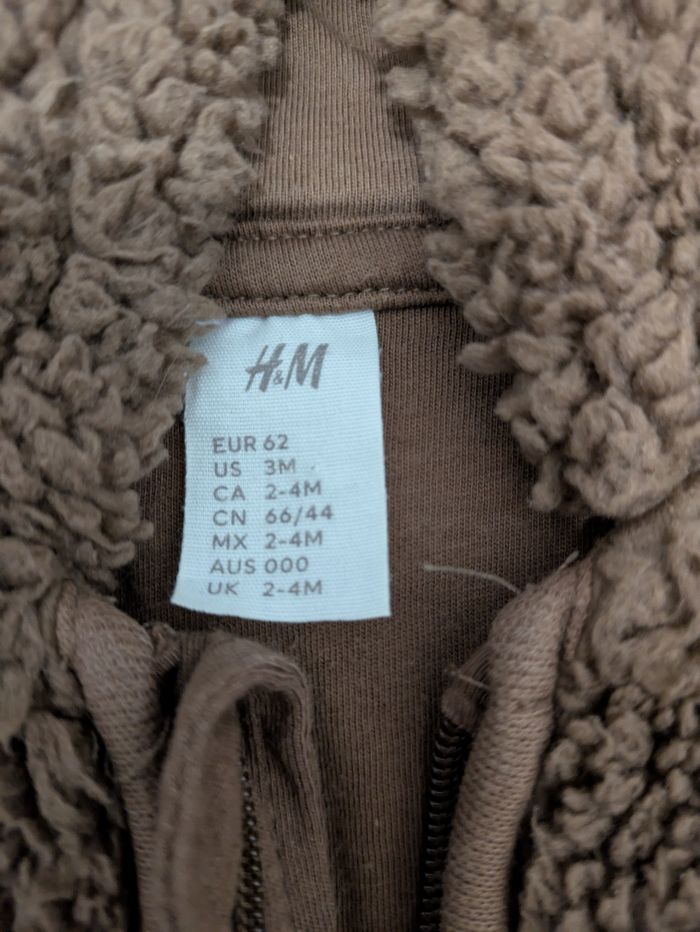 H&M
EUR 62
US 3M
CA 2-4M
CN 66/44
MX 2-4M
AUS 000
UK 2-4M